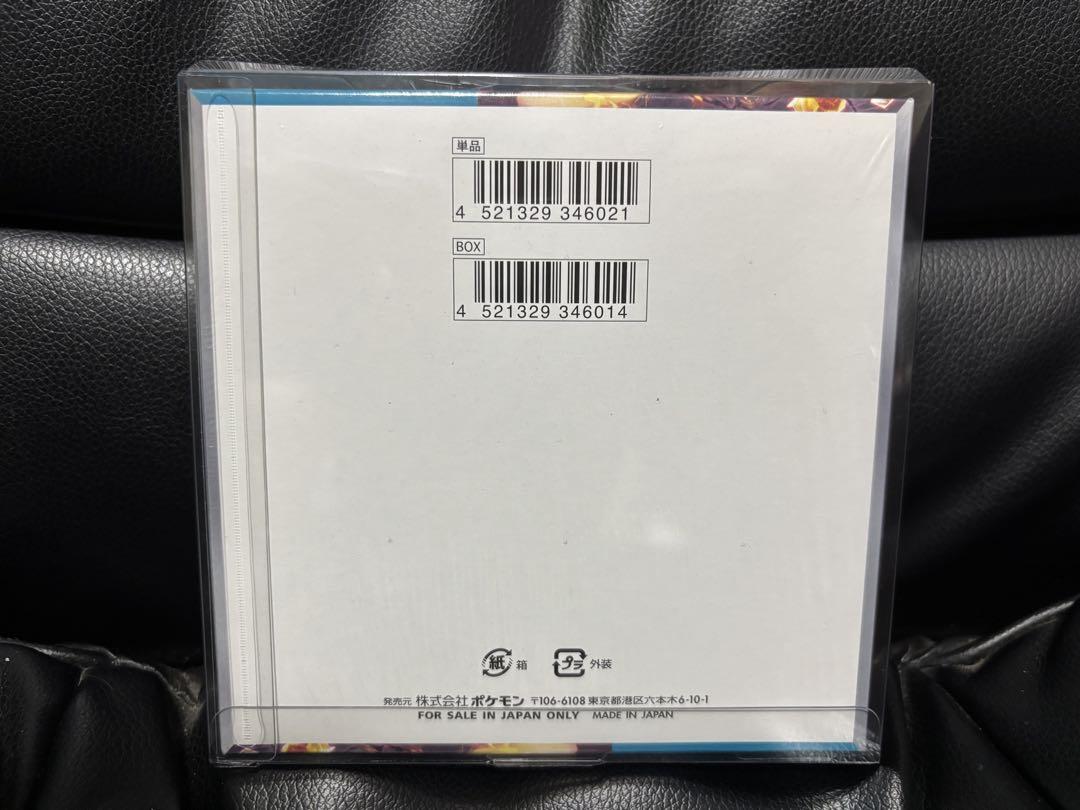 単品
4 521329 346021
BOX
4 521329 346014
紙 箱 プラ 外装
発売元 株式会社 ポケモン 〒106-6108 東京都港区六本木6-10-1
FOR SALE IN JAPAN ONLY MADE IN JAPAN